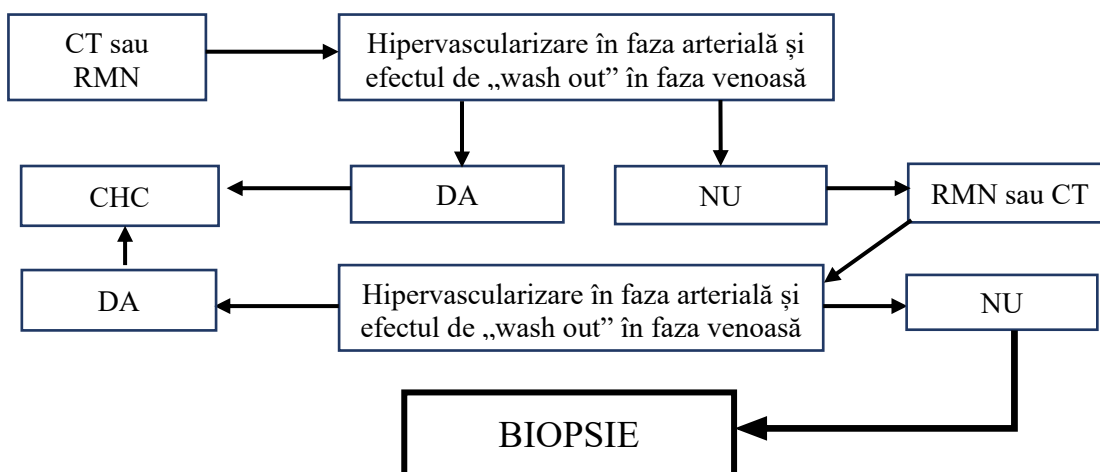 CT sau
RMN
Hipervascularizare în faza arterială și
efectul de „wash out” în faza venoasă
CHC
DA
NU
RMN sau CT
DA
Hipervascularizare în faza arterială și
efectul de „wash out” în faza venoasă
NU
BIOPSIE